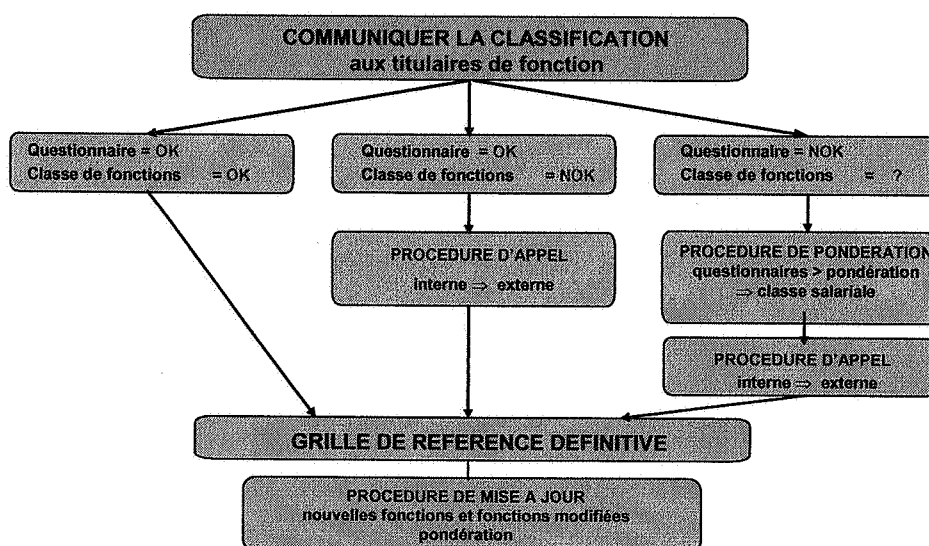 COMMUNIQUER LA CLASSIFICATION
aux titulaires de fonction
Questionnaire = OK
Classe de fonctions = OK
Questionnaire = OK
Classe de fonctions = NOK
Questionnaire = NOK
Classe de fonctions = ?
PROCEDURE D'APPEL
interne ⇒ externe
PROCEDURE DE PONDERATION
questionnaires > pondération
⇒ classe salariale
PROCEDURE D'APPEL
interne ⇒ externe
GRILLE DE REFERENCE DEFINITIVE
PROCEDURE DE MISE A JOUR
nouvelles fonctions et fonctions modifiées
pondération